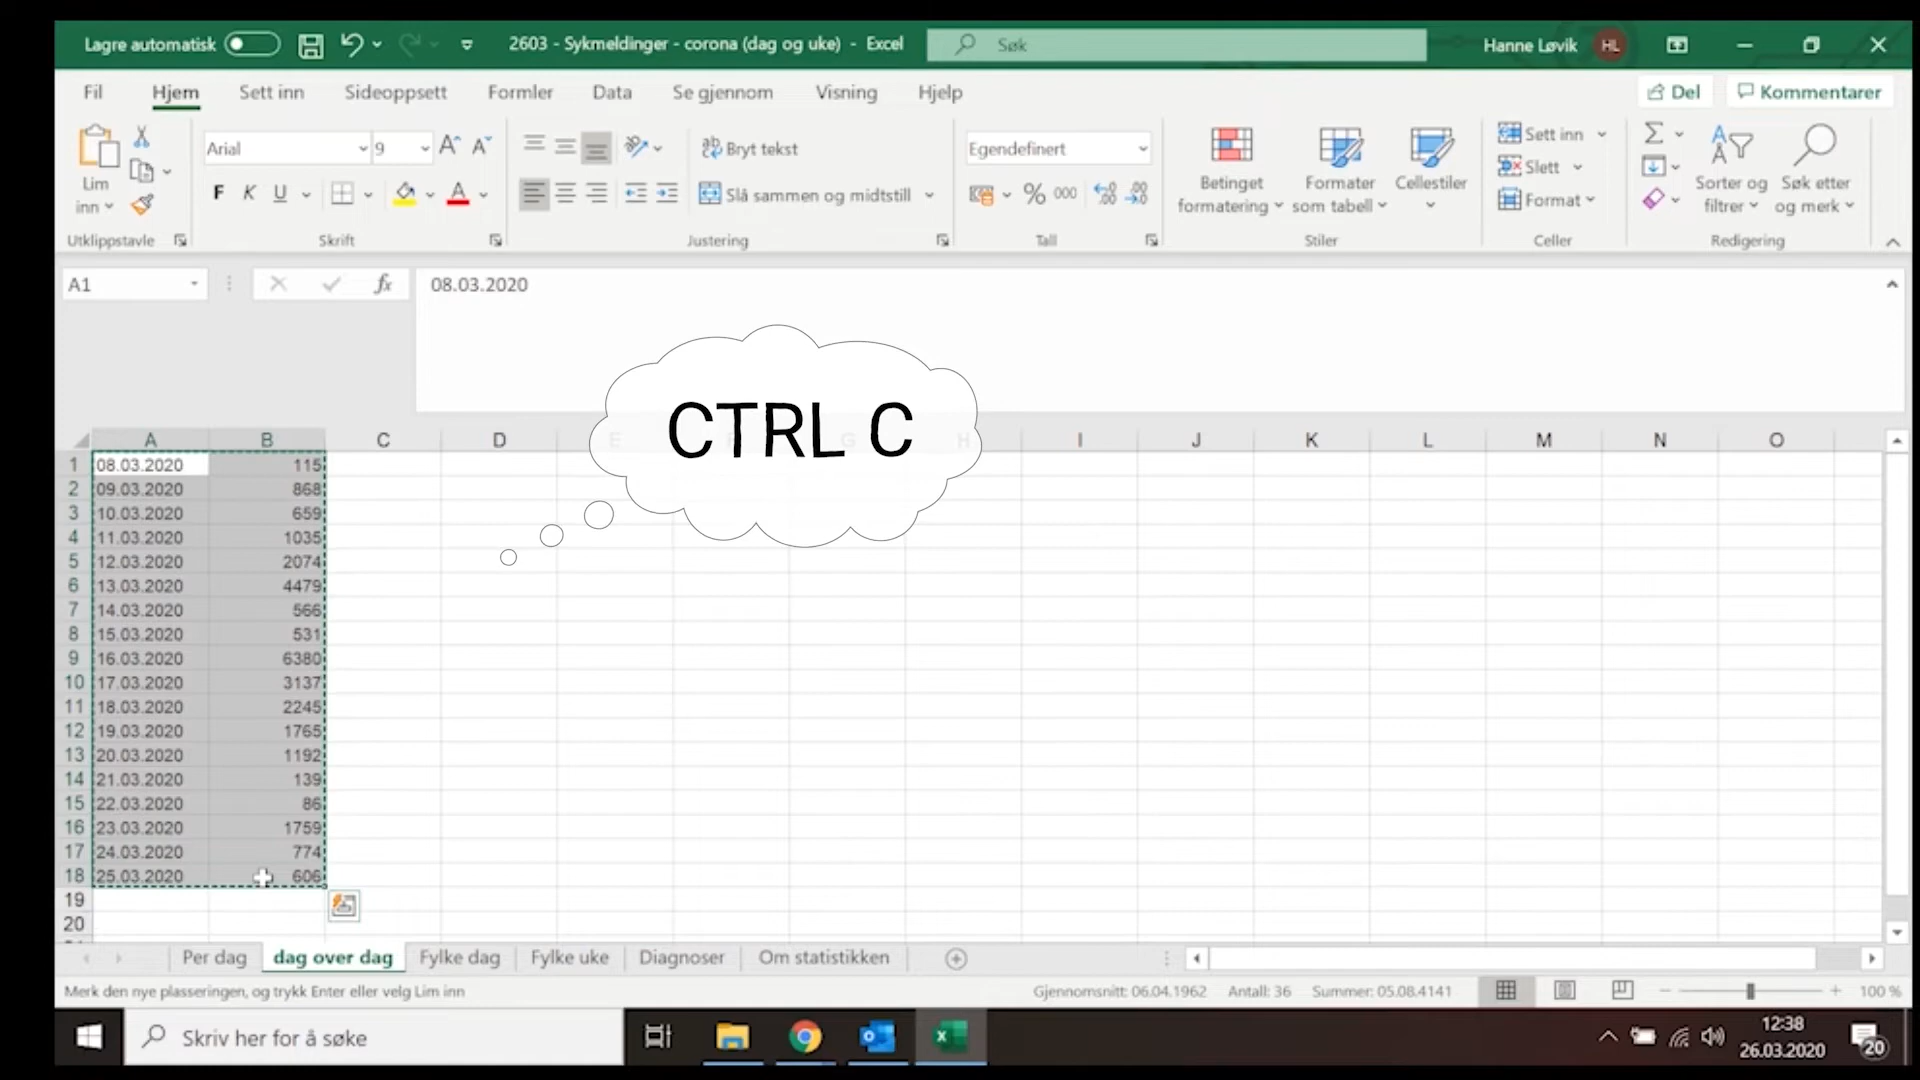 Lagre automatisk
2603 - Sykmeldinger - corona (dag og uke) - Excel
Søk
Hanne Løvik HL
Fil Hjem Sett inn Sideoppsett Formler Data Se gjennom Visning Hjelp
Del Kommentarer
Lim inn
Arial 9
F K U
Bryt tekst
Slå sammen og midtstill
Egendefinert
% 000
Betinget formatering
Formater som tabell
Cellestiler
Sett inn
Slett
Format
Sorter og filtrer
Søk etter og merk
Utklippstavle Skrift Justering Tall Stiler Celler Redigering
A1 fx 08.03.2020
CTRL C
A B C D E G H I J K L M N O
1 08.03.2020 115
2 09.03.2020 868
3 10.03.2020 659
4 11.03.2020 1035
5 12.03.2020 2074
6 13.03.2020 4479
7 14.03.2020 566
8 15.03.2020 531
9 16.03.2020 6380
10 17.03.2020 3137
11 18.03.2020 2245
12 19.03.2020 1765
13 20.03.2020 1192
14 21.03.2020 139
15 22.03.2020 86
16 23.03.2020 1759
17 24.03.2020 774
18 25.03.2020 606
19
20
Per dag dag over dag Fylke dag Fylke uke Diagnoser Om statistikken
Merk den nye plasseringen, og trykk Enter eller velg Lim inn
Gjennomsnitt: 06.04.1962 Antall: 36 Summer: 05.08.4141
100 %
Skriv her for å søke
12:38
26.03.2020
20